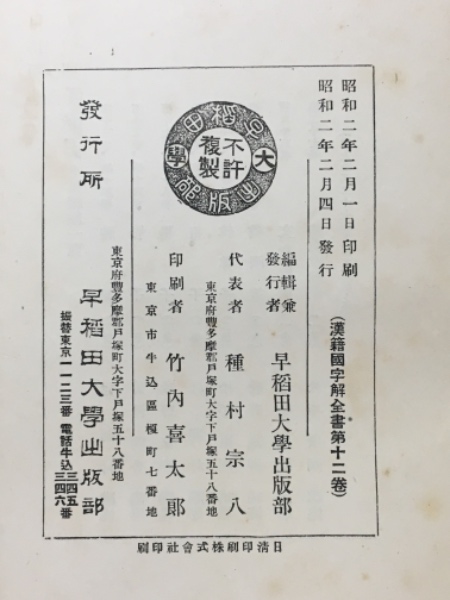 昭和二年二月一日印刷
昭和二年二月四日發行
(漢籍國字解全書第十二卷)
早稻田大學出版部
不許複製
編輯兼發行者 早稻田大學出版部
東京府豐多摩郡戸塚町大字下戸塚五十八番地
代表者 種村宗八
東京市牛込區榎町七番地
印刷者 竹內喜太郎
東京府豐多摩郡戸塚町大字下戸塚五十八番地
發行所 早稻田大學出版部
振替東京一一二三番 電話牛込三四五番 三四六番
日淸印刷株式會社印刷